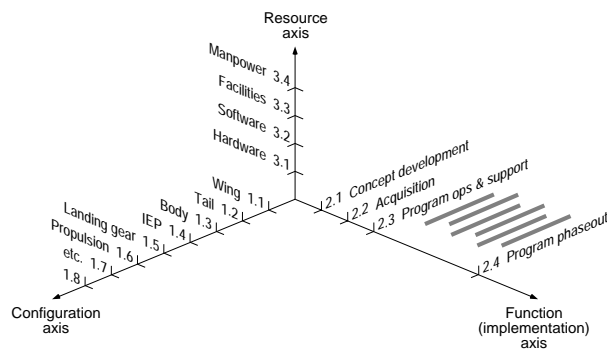 Resource
axis
Manpower 3.4
Facilities 3.3
Software 3.2
Hardware 3.1
Wing 1.1
Tail 1.2
Body 1.3
IEP 1.4
Landing gear 1.5
Propulsion 1.6
etc. 1.7
1.8
2.1 Concept development
2.2 Acquisition
2.3 Program ops & support
2.4 Program phaseout
Configuration
axis
Function
(implementation)
axis